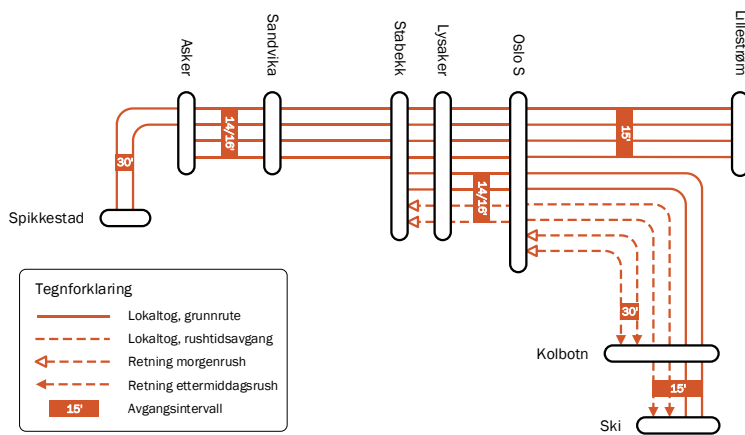 Asker
Sandvika
Stabekk
Lysaker
Oslo S
Lillestrøm
14/16'
15'
30'
14/16'
Spikkestad
30'
Kolbotn
15'
Ski
Tegnforklaring
Lokaltog, grunnrute
Lokaltog, rushtidsavgang
Retning morgenrush
Retning ettermiddagsrush
15' Avgangsintervall